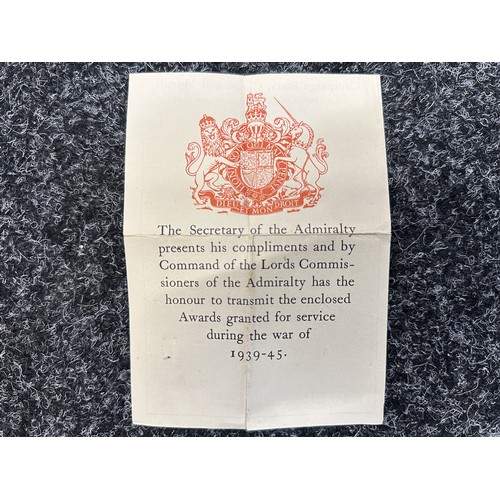 HONI SOIT QUI MAL Y PENSE
DIEU ET MON DROIT
The Secretary of the Admiralty
presents his compliments and by
Command of the Lords Commis-
sioners of the Admiralty has the
honour to transmit the enclosed
Awards granted for service
during the war of
1939-45.